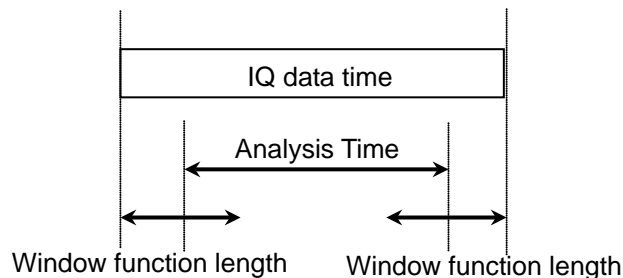 IQ data time
Analysis Time
Window function length
Window function length